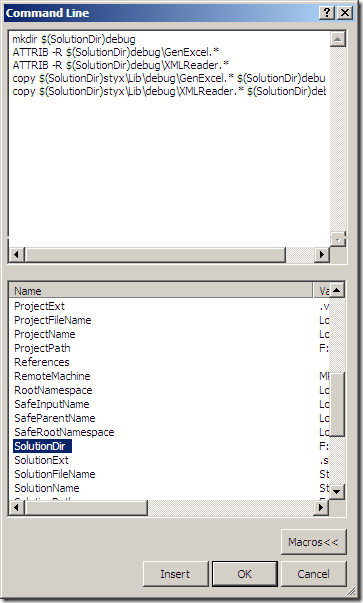 Command Line
mkdir $(SolutionDir)debug
ATTRIB -R $(SolutionDir)debug\GenExcel.*
ATTRIB -R $(SolutionDir)debug\XMLReader.*
copy $(SolutionDir)styx\Lib\debug\GenExcel.* $(SolutionDir)debu
copy $(SolutionDir)styx\Lib\debug\XMLReader.* $(SolutionDir)deb
Name Va
ProjectExt .v
ProjectFileName Lo
ProjectName Lo
ProjectPath F:
References
RemoteMachine
RootNamespace Lo
SafeInputName Lo
SafeParentName Lo
SafeRootNamespace Lo
SolutionDir F:
SolutionExt .s
SolutionFileName St
SolutionName St
Macros<<
Insert OK Cancel